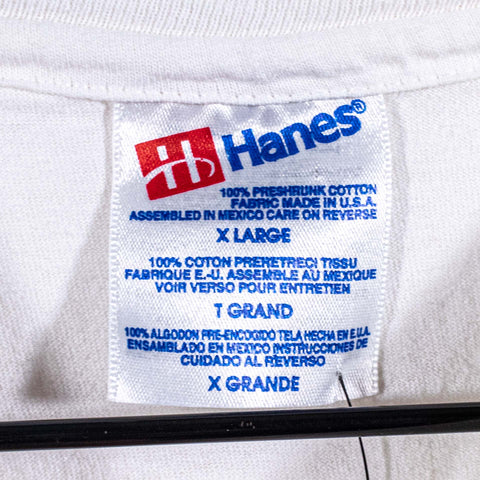 H Hanes®
100% PRESHRUNK COTTON
FABRIC MADE IN U.S.A.
ASSEMBLED IN MEXICO CARE ON REVERSE
X LARGE
100% COTON PRERETRECI TISSU
FABRIQUE E.-U. ASSEMBLE AU MEXIQUE
VOIR VERSO POUR ENTRETIEN
T GRAND
100% ALGODON PRE-ENCOGIDO TELA HECHA EN E.U.A.
ENSAMBLADO EN MEXICO INSTRUCCIONES DE
CUIDADO AL REVERSO
X GRANDE